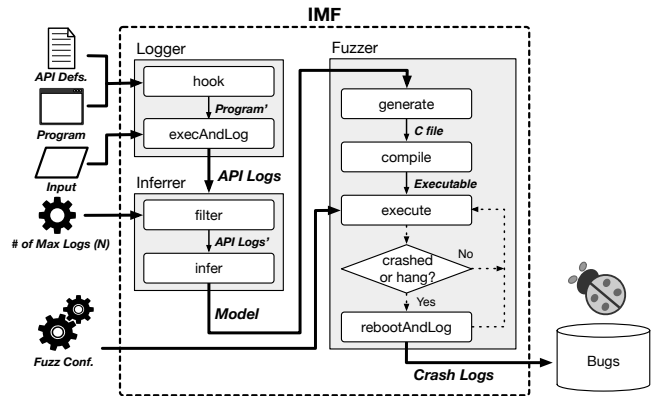 IMF
API Defs.
Program
Input
# of Max Logs (N)
Fuzz Conf.
Logger
hook
Program'
execAndLog
API Logs
Inferrer
filter
API Logs'
infer
Model
Fuzzer
generate
C file
compile
Executable
execute
crashed
or hang?
No
Yes
rebootAndLog
Crash Logs
Bugs